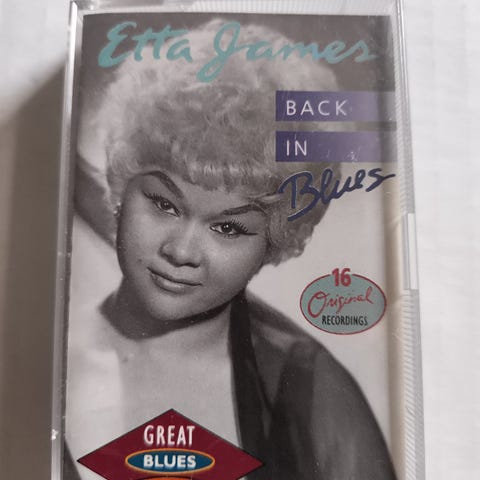 Etta James
BACK
IN
Blues
16
Original
RECORDINGS
GREAT
BLUES